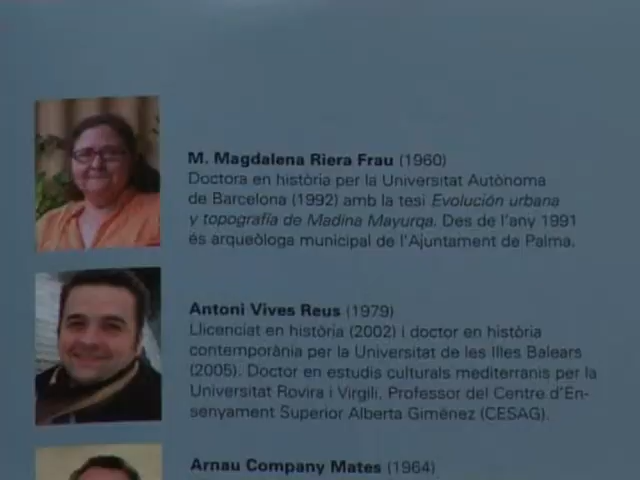 M. Magdalena Riera Frau (1960)
Doctora en història per la Universitat Autònoma
de Barcelona (1992) amb la tesi Evolución urbana
y topografía de Madina Mayurqa. Des de l'any 1991
és arqueòloga municipal de l'Ajuntament de Palma.
Antoni Vives Reus (1979)
Llicenciat en història (2002) i doctor en història
contemporània per la Universitat de les Illes Balears
(2005). Doctor en estudis culturals mediterranis per la
Universitat Rovira i Virgili. Professor del Centre d'En-
senyament Superior Alberta Giménez (CESAG).
Arnau Company Mates (1964)